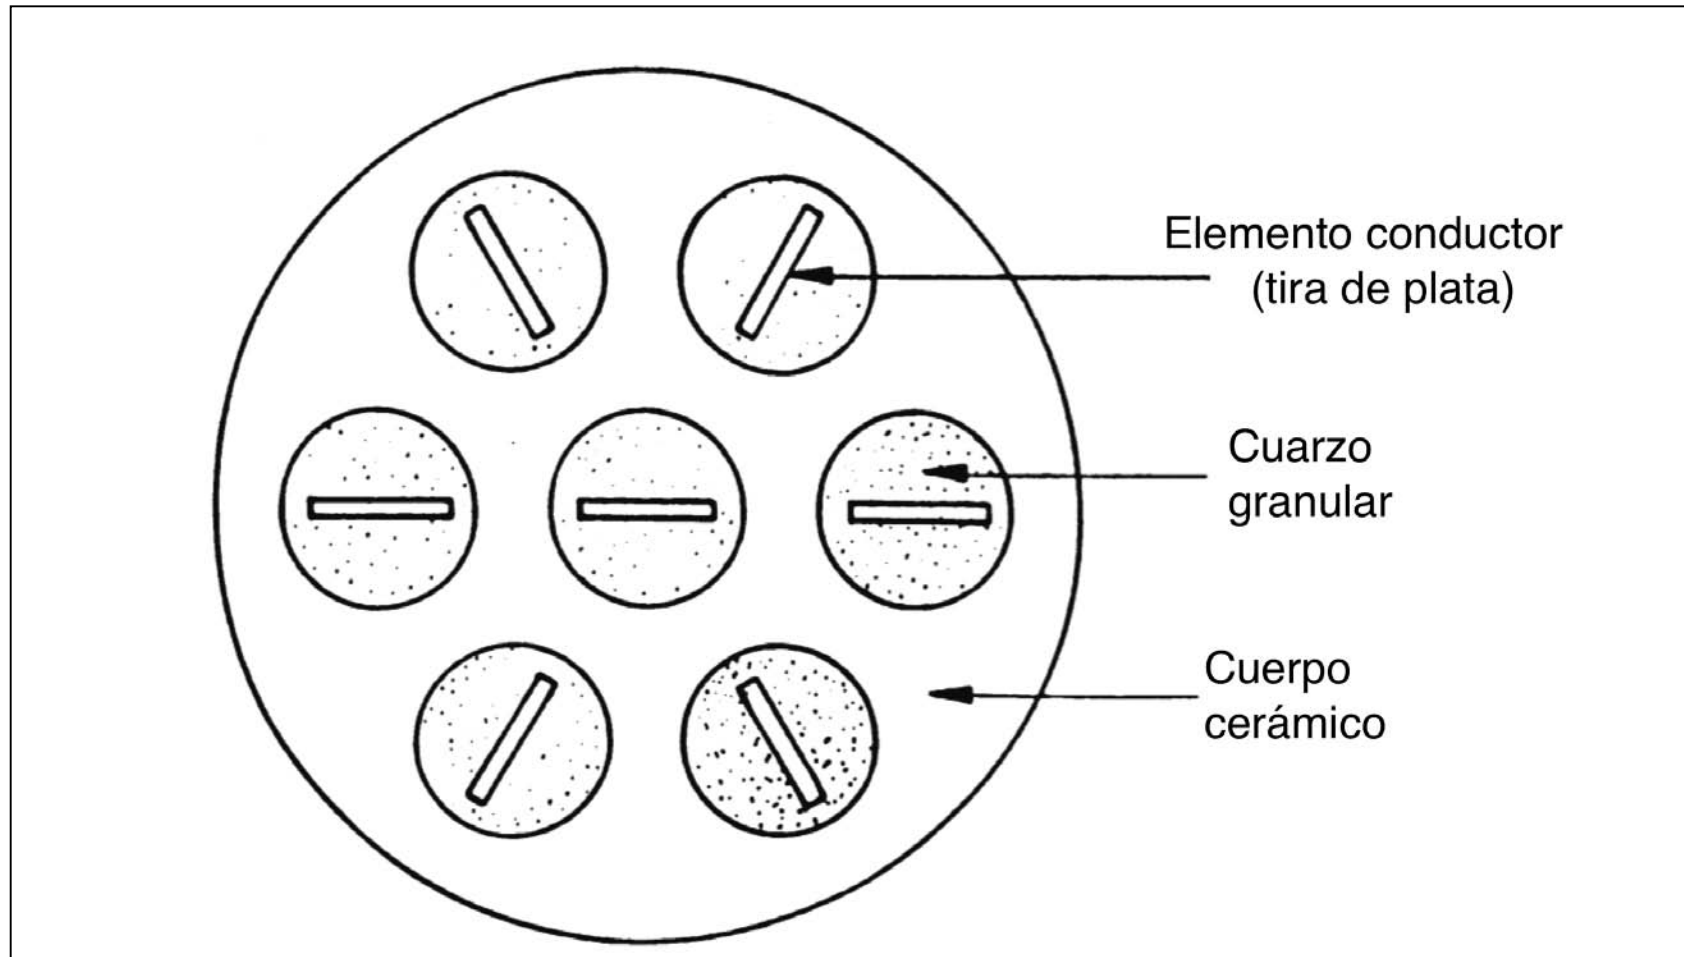 Elemento conductor
(tira de plata)
Cuarzo
granular
Cuerpo
cerámico